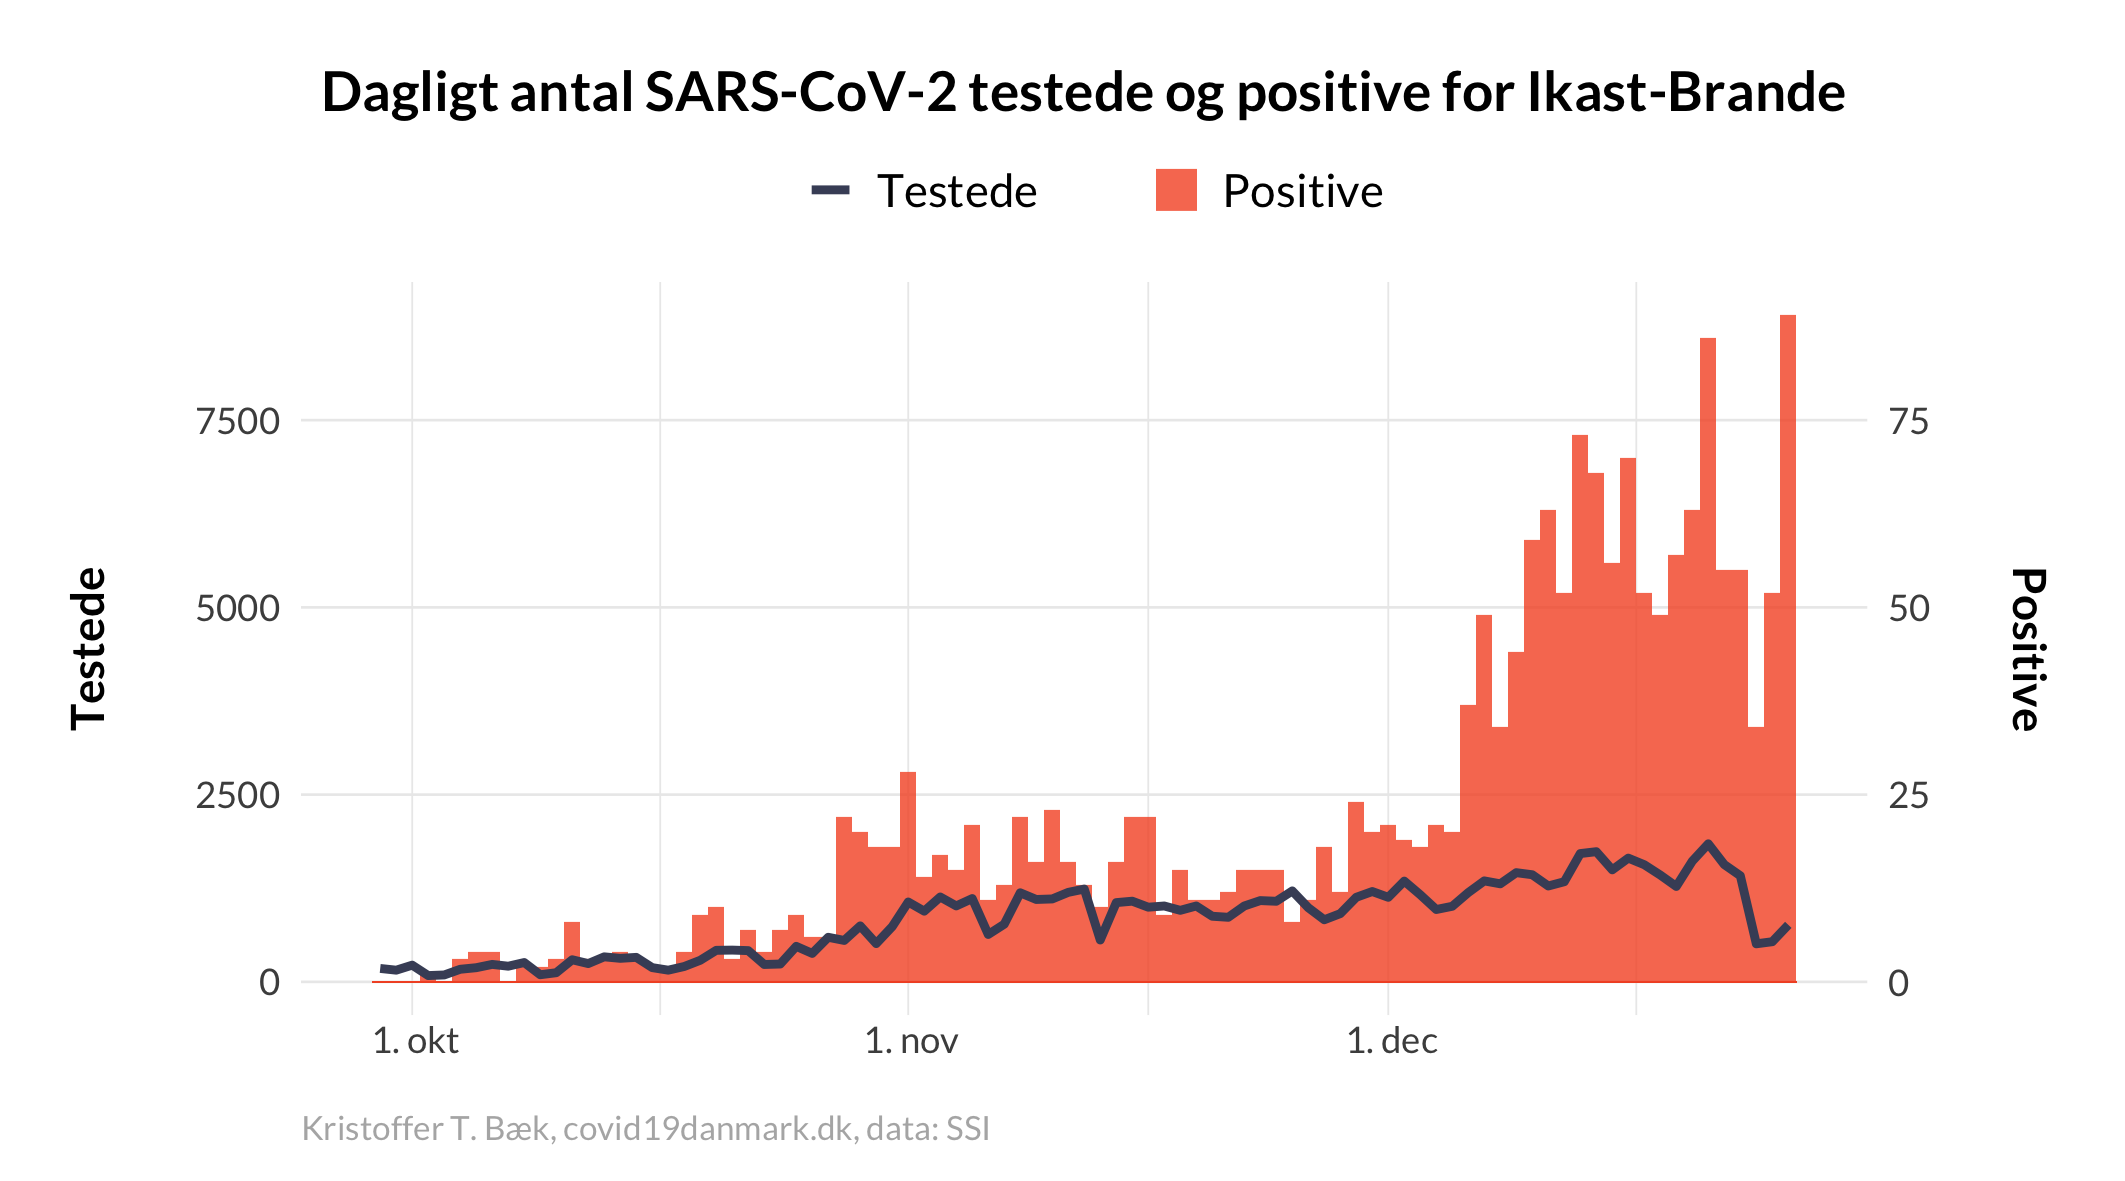 Dagligt antal SARS-CoV-2 testede og positive for Ikast-Brande
Testede
Positive
7500
5000
2500
0
75
50
25
0
Testede
Positive
1. okt
1. nov
1. dec
Kristoffer T. Bæk, covid19danmark.dk, data: SSI